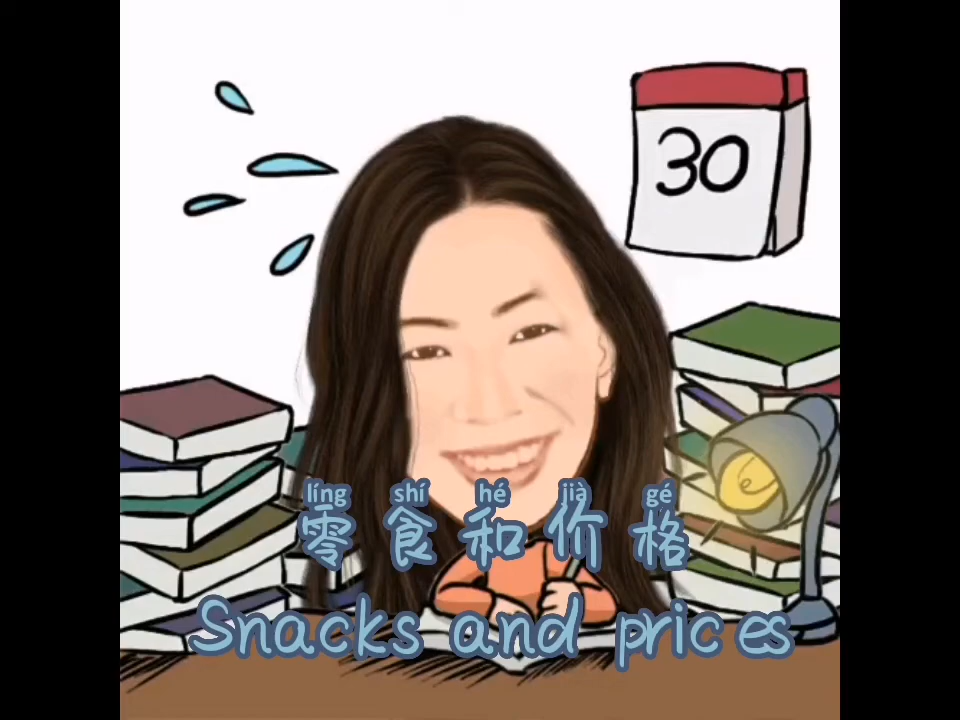 30
líng shí hé jià gé
零食和价格
Snacks and prices